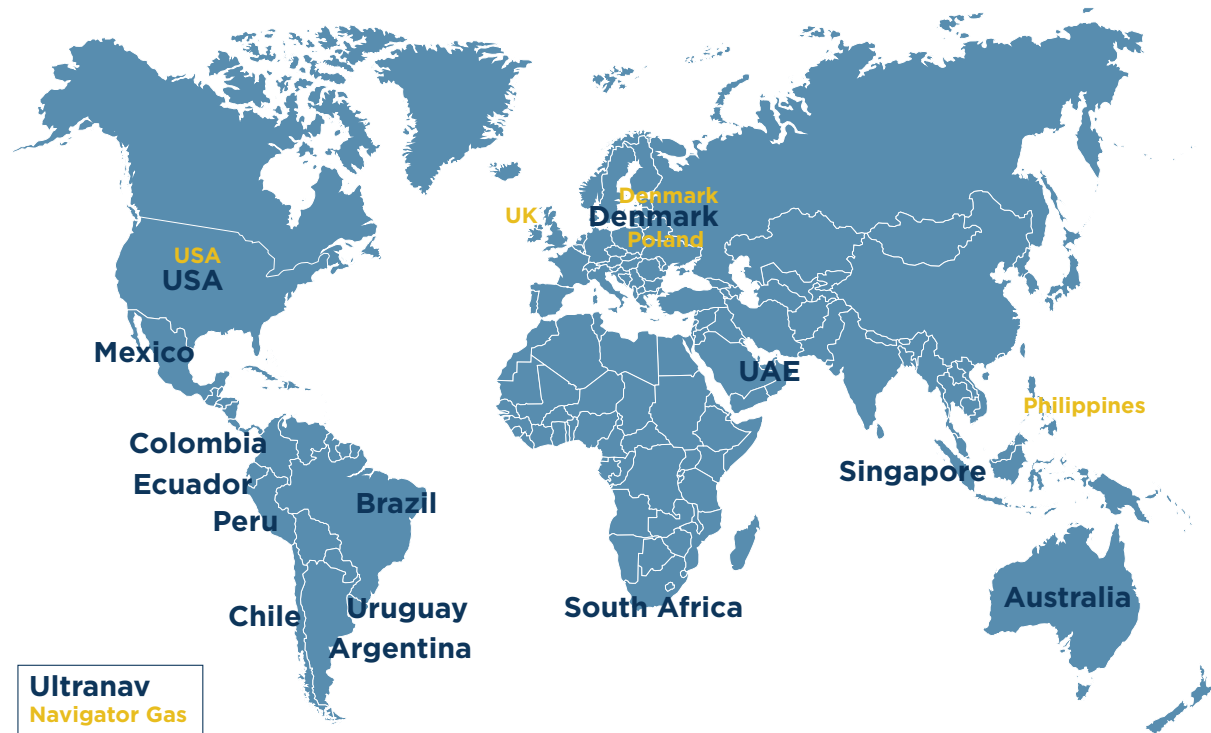 Denmark
UK
Denmark
Poland
USA
USA
Mexico
UAE
Philippines
Colombia
Singapore
Ecuador
Brazil
Peru
Australia
South Africa
Uruguay
Chile
Argentina
Ultranav
Navigator Gas